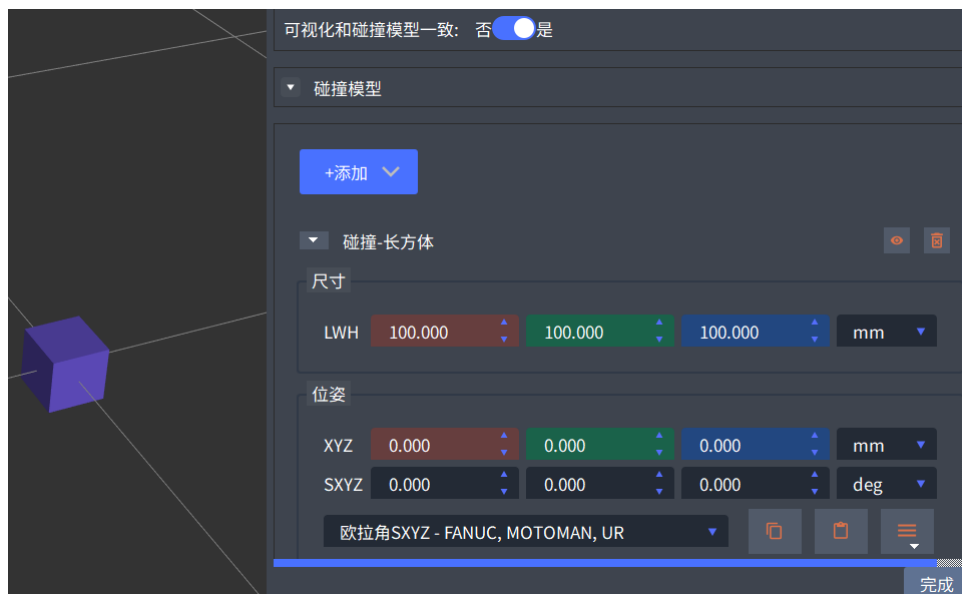 可视化和碰撞模型一致: 否 是
碰撞模型
+添加
碰撞-长方体
尺寸
LWH 100.000 100.000 100.000 mm
位姿
XYZ 0.000 0.000 0.000 mm
SXYZ 0.000 0.000 0.000 deg
欧拉角SXYZ - FANUC, MOTOMAN, UR
完成